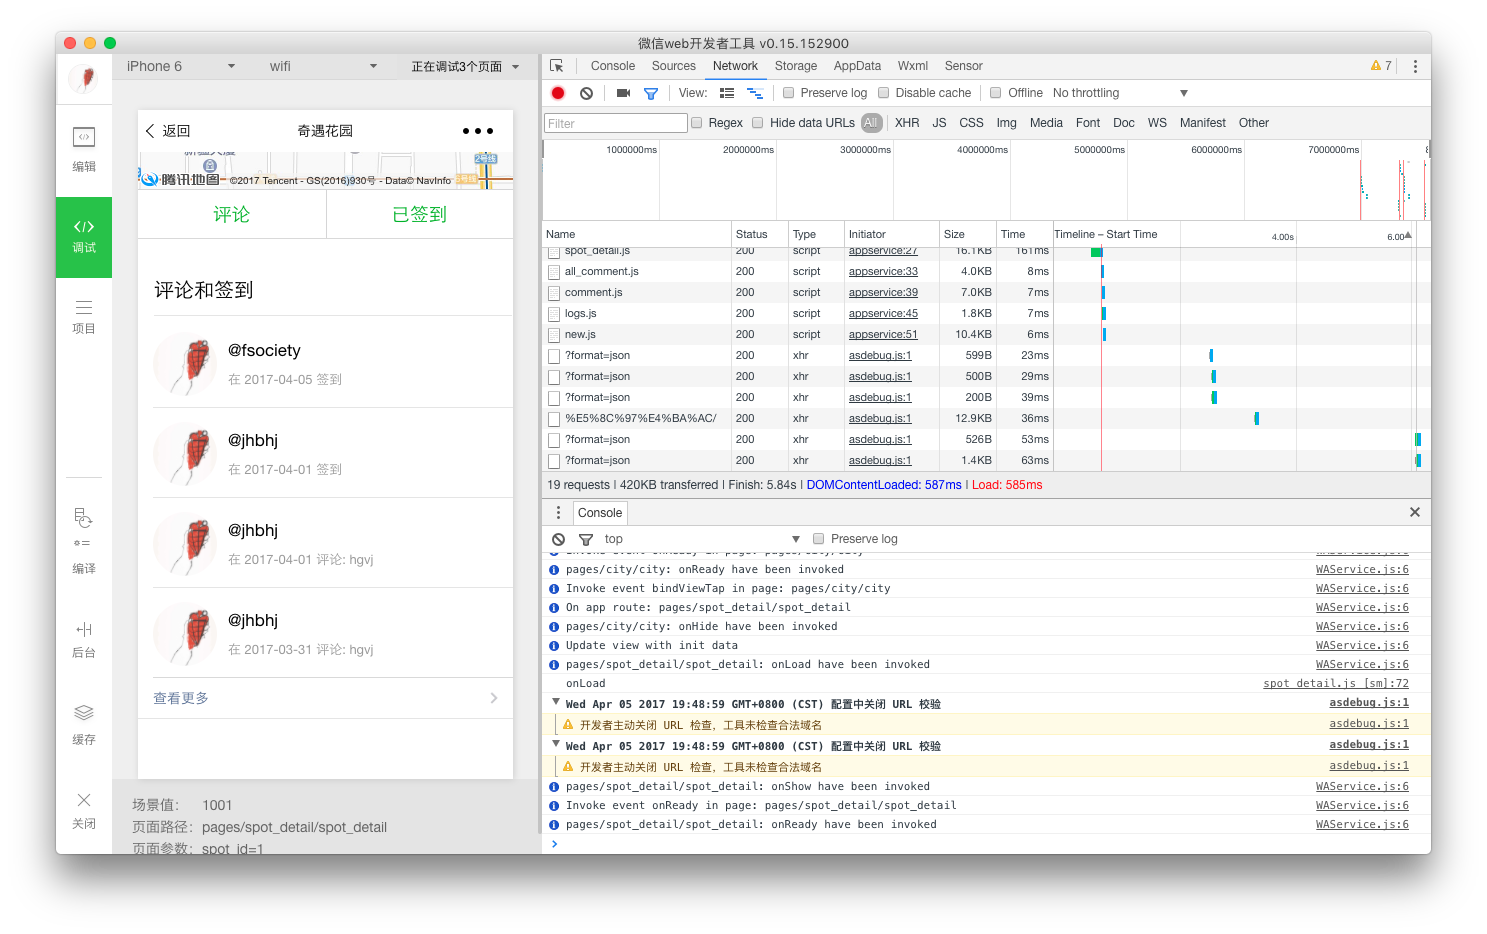 微信web开发者工具 v0.15.152900
iPhone 6
wifi
正在调试3个页面
编辑
调试
项目
编译
后台
缓存
关闭
返回
奇遇花园
2号线
腾讯地图
©2017 Tencent - GS(2016)930号 - Data© NavInfo
评论
已签到
评论和签到
@fsociety
在 2017-04-05 签到
@jhbhj
在 2017-04-01 签到
@jhbhj
在 2017-04-01 评论: hgvj
@jhbhj
在 2017-03-31 评论: hgvj
查看更多
场景值： 1001
页面路径： pages/spot_detail/spot_detail
页面参数： spot_id=1
Console Sources Network Storage AppData Wxml Sensor 7
View: Preserve log Disable cache Offline No throttling
Filter Regex Hide data URLs All XHR JS CSS Img Media Font Doc WS Manifest Other
1000000ms 2000000ms 3000000ms 4000000ms 5000000ms 6000000ms 7000000ms 8
Name Status Type Initiator Size Time Timeline – Start Time 4.00s 6.00
spot_detail.js 200 script appservice:27 16.1KB 161ms
all_comment.js 200 script appservice:33 4.0KB 8ms
comment.js 200 script appservice:39 7.0KB 7ms
logs.js 200 script appservice:45 1.8KB 7ms
new.js 200 script appservice:51 10.4KB 6ms
?format=json 200 xhr asdebug.js:1 599B 23ms
?format=json 200 xhr asdebug.js:1 500B 29ms
?format=json 200 xhr asdebug.js:1 200B 39ms
%E5%8C%97%E4%BA%AC/ 200 xhr asdebug.js:1 12.9KB 36ms
?format=json 200 xhr asdebug.js:1 526B 53ms
?format=json 200 xhr asdebug.js:1 1.4KB 63ms
19 requests | 420KB transferred | Finish: 5.84s | DOMContentLoaded: 587ms | Load: 585ms
Console
top Preserve log
Invoke event onReady in page: pages/city/city WAService.js:6
pages/city/city: onReady have been invoked WAService.js:6
Invoke event bindViewTap in page: pages/city/city WAService.js:6
On app route: pages/spot_detail/spot_detail WAService.js:6
pages/city/city: onHide have been invoked WAService.js:6
Update view with init data WAService.js:6
pages/spot_detail/spot_detail: onLoad have been invoked WAService.js:6
onLoad spot_detail.js [sm]:72
Wed Apr 05 2017 19:48:59 GMT+0800 (CST) 配置中关闭 URL 校验 asdebug.js:1
开发者主动关闭 URL 检查，工具未检查合法域名 asdebug.js:1
Wed Apr 05 2017 19:48:59 GMT+0800 (CST) 配置中关闭 URL 校验 asdebug.js:1
开发者主动关闭 URL 检查，工具未检查合法域名 asdebug.js:1
pages/spot_detail/spot_detail: onShow have been invoked WAService.js:6
Invoke event onReady in page: pages/spot_detail/spot_detail WAService.js:6
pages/spot_detail/spot_detail: onReady have been invoked WAService.js:6